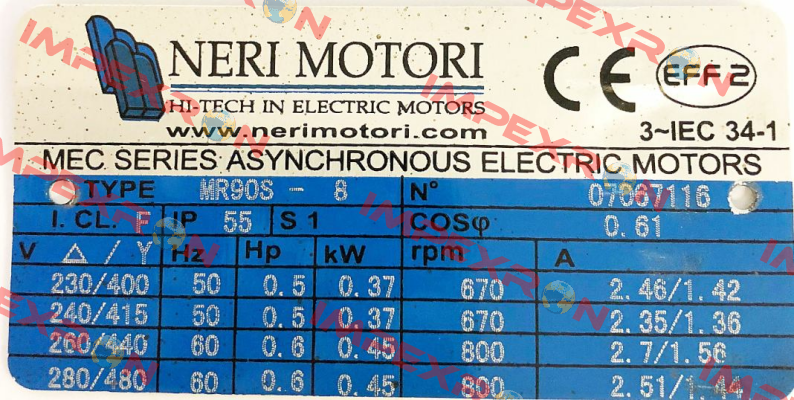 NERI MOTORI
HI-TECH IN ELECTRIC MOTORS
www.nerimotori.com
CE EFF2
3~IEC 34-1
MEC SERIES ASYNCHRONOUS ELECTRIC MOTORS
TYPE MR90S - 8 N°
I. CL. F IP 55 S 1 COSφ 0.61
V △ / Y Hz Hp kW rpm A
230/400 50 0.5 0.37 670 2.46/1.42
240/415 50 0.5 0.37 670 2.35/1.36
260/440 60 0.6 0.45 800 2.7/1.56
280/480 60 0.6 0.45 800 2.51/1.44
IMPEXRON